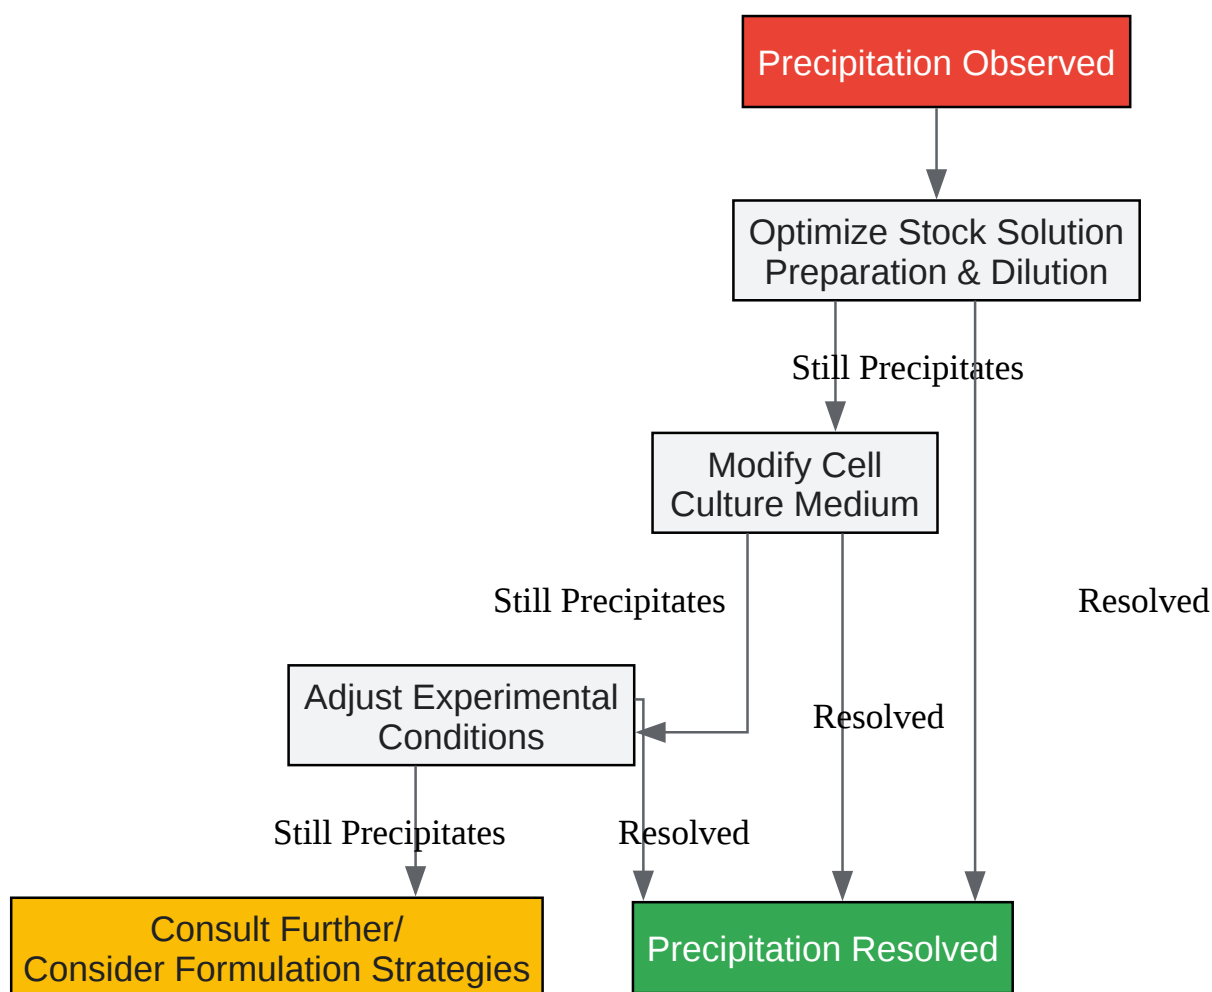 Precipitation Observed
Optimize Stock Solution
Preparation & Dilution
Still Precipitates
Modify Cell
Culture Medium
Still Precipitates
Resolved
Adjust Experimental
Conditions
Resolved
Still Precipitates
Resolved
Consult Further/
Consider Formulation Strategies
Precipitation Resolved